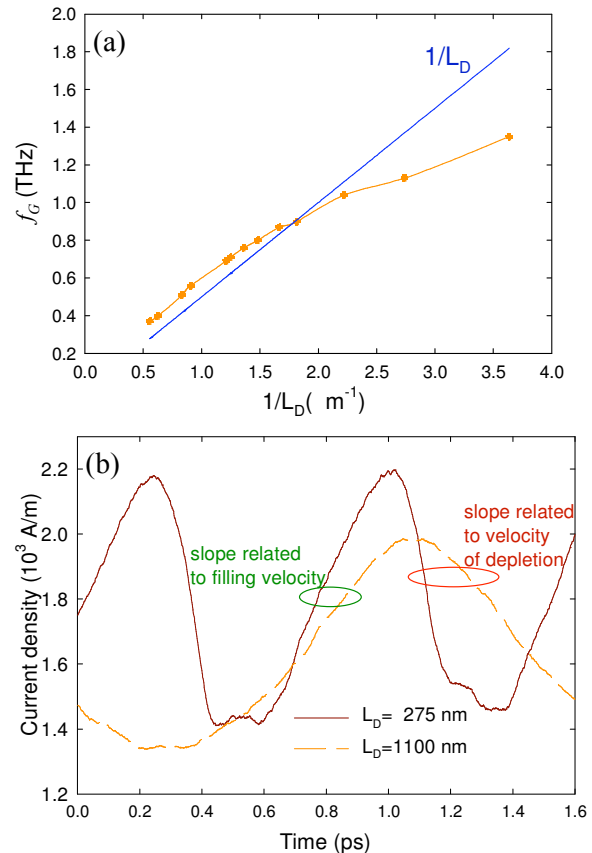 (a)
1.8
1.6
1.4
1.2
1.0
0.8
0.6
0.4
0.2
f_G (THz)
1/L_D
0.0 0.5 1.0 1.5 2.0 2.5 3.0 3.5 4.0
1/L_D( m⁻¹)
(b)
2.2
2.0
1.8
1.6
1.4
1.2
Current density (10³ A/m)
slope related
to filling velocity
slope related
to velocity
of depletion
L_D= 275 nm
L_D=1100 nm
0.0 0.2 0.4 0.6 0.8 1.0 1.2 1.4 1.6
Time (ps)